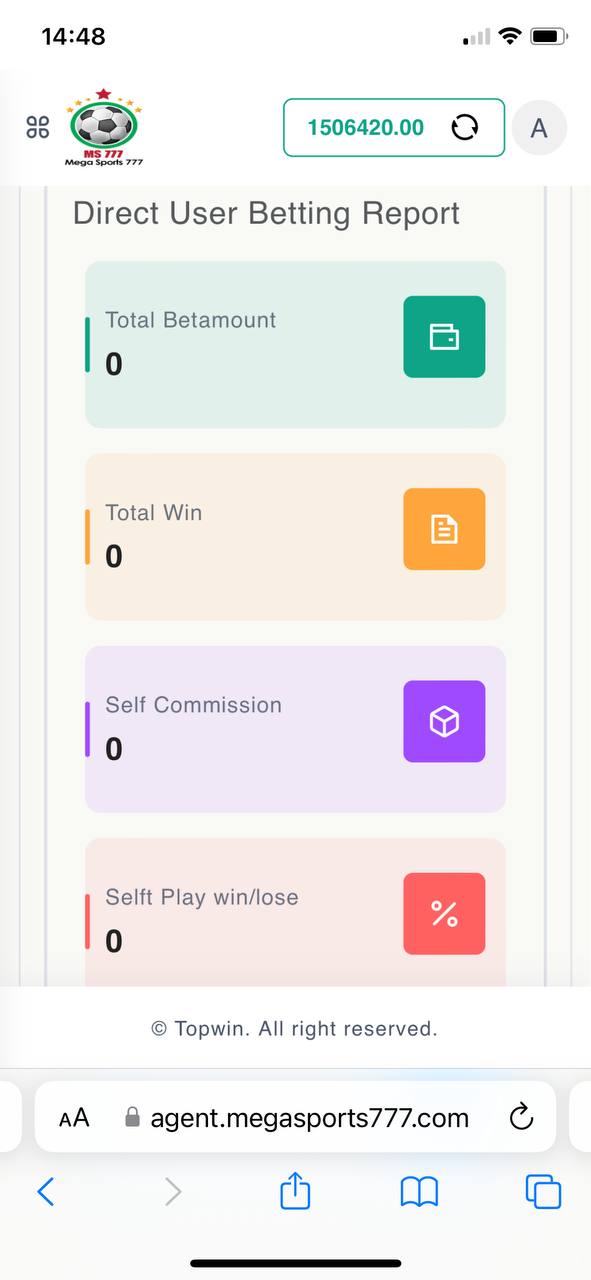 14:48
MS 777
Mega Sports 777
1506420.00
A
Direct User Betting Report
Total Betamount
0
Total Win
0
Self Commission
0
Selft Play win/lose
0
© Topwin. All right reserved.
AA
agent.megasports777.com